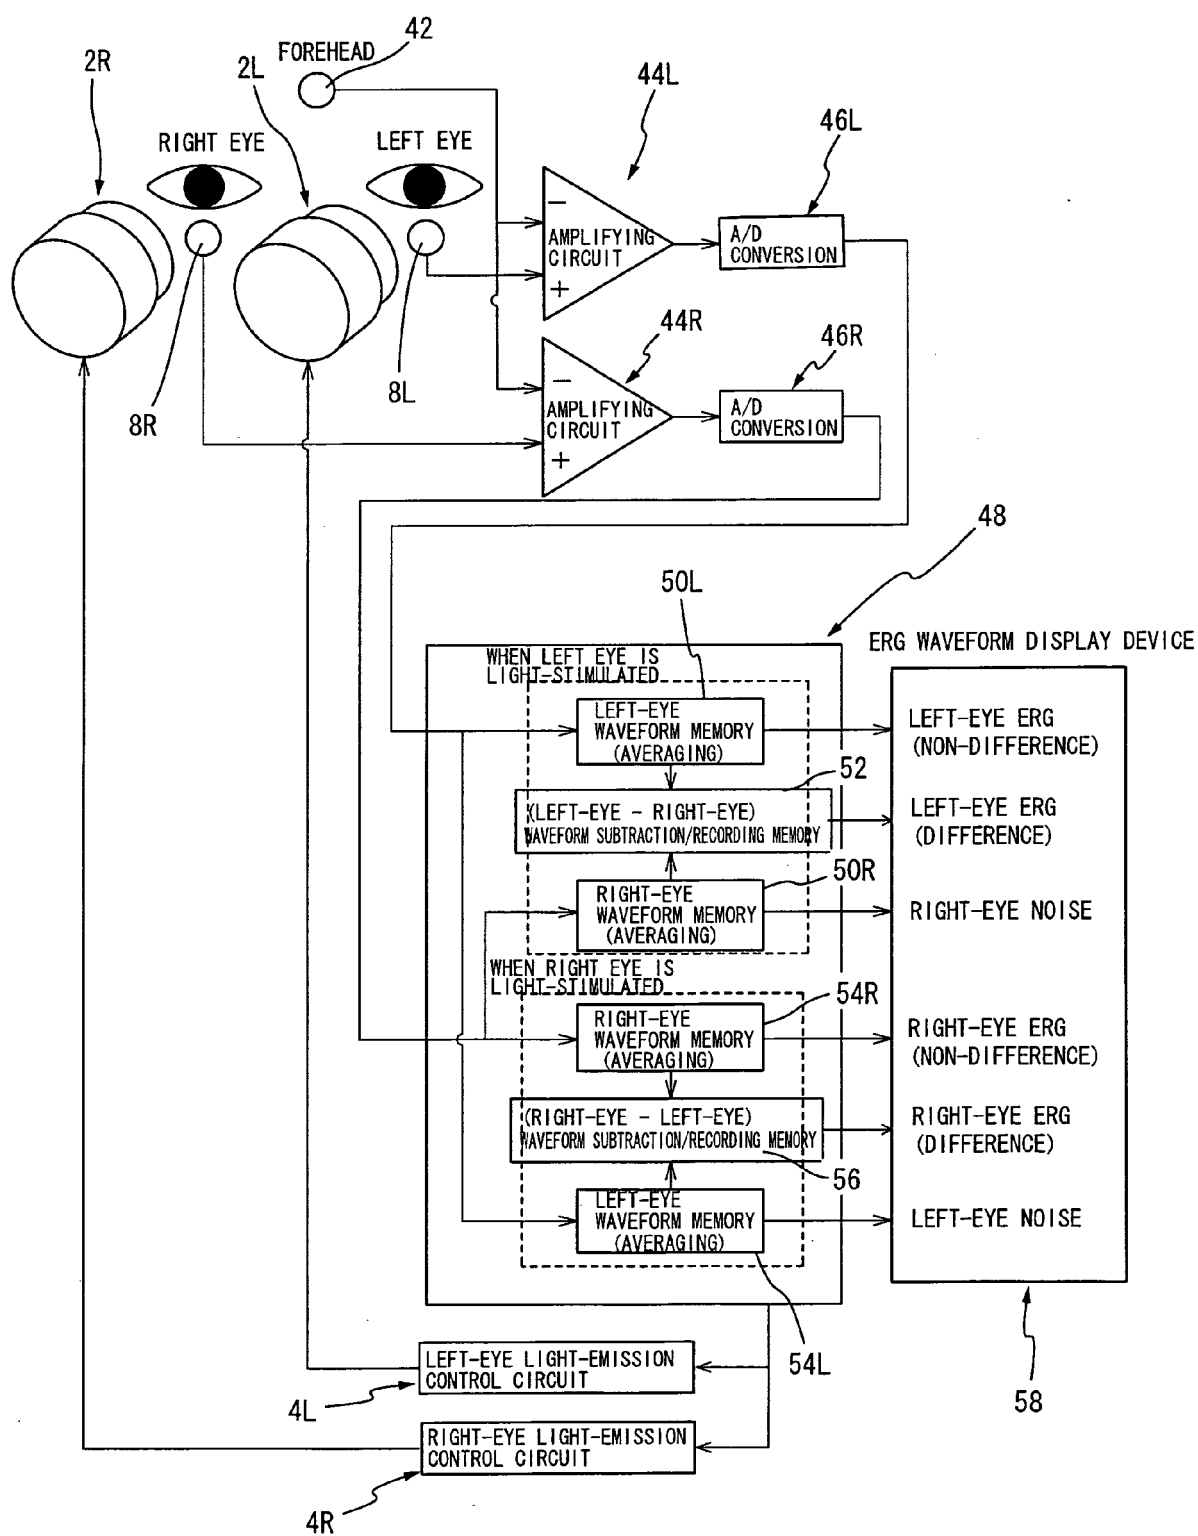 42
FOREHEAD
2R
2L
44L
46L
RIGHT EYE
LEFT EYE
−
AMPLIFYING
CIRCUIT
+
A/D
CONVERSION
44R
46R
8R
8L
−
AMPLIFYING
CIRCUIT
+
A/D
CONVERSION
48
50L
ERG WAVEFORM DISPLAY DEVICE
WHEN LEFT EYE IS
LIGHT-STIMULATED
LEFT-EYE
WAVEFORM MEMORY
(AVERAGING)
LEFT-EYE ERG
(NON-DIFFERENCE)
52
(LEFT-EYE − RIGHT-EYE)
WAVEFORM SUBTRACTION/RECORDING MEMORY
LEFT-EYE ERG
(DIFFERENCE)
50R
RIGHT-EYE
WAVEFORM MEMORY
(AVERAGING)
RIGHT-EYE NOISE
WHEN RIGHT EYE IS
LIGHT-STIMULATED
54R
RIGHT-EYE
WAVEFORM MEMORY
(AVERAGING)
RIGHT-EYE ERG
(NON-DIFFERENCE)
(RIGHT-EYE − LEFT-EYE)
WAVEFORM SUBTRACTION/RECORDING MEMORY
RIGHT-EYE ERG
(DIFFERENCE)
56
LEFT-EYE
WAVEFORM MEMORY
(AVERAGING)
LEFT-EYE NOISE
54L
58
LEFT-EYE LIGHT-EMISSION
CONTROL CIRCUIT
4L
RIGHT-EYE LIGHT-EMISSION
CONTROL CIRCUIT
4R